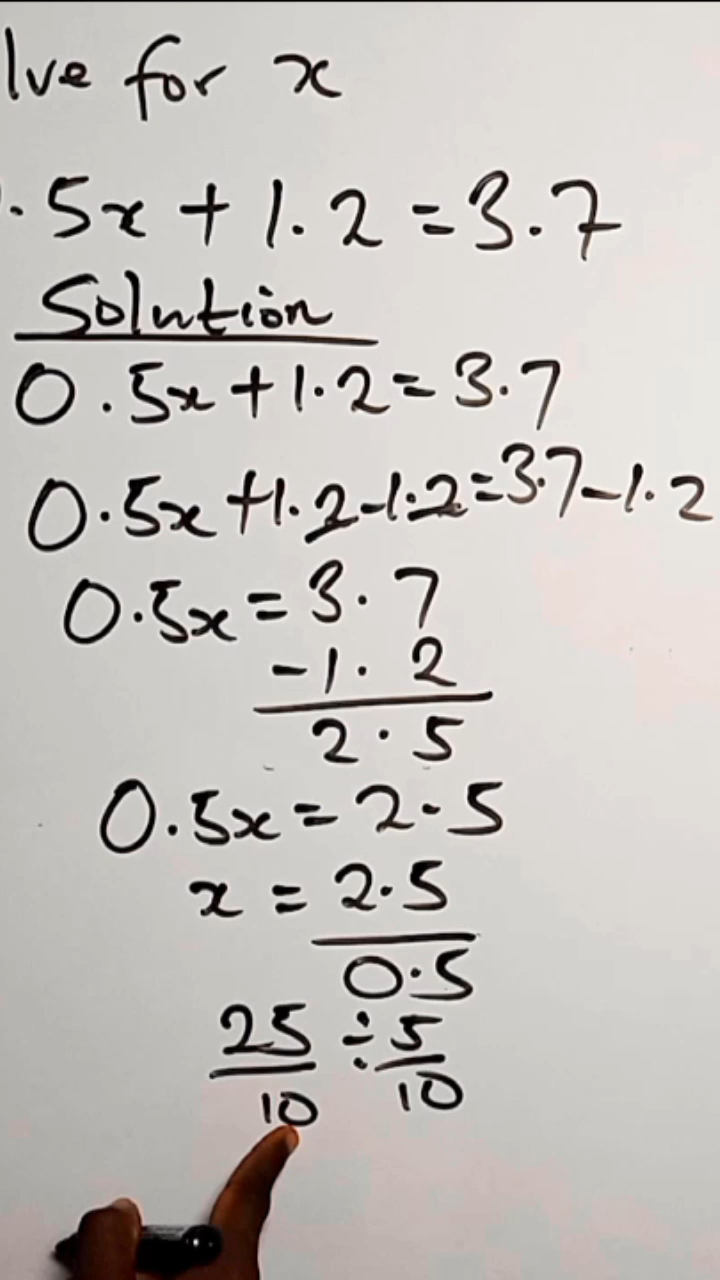 lve for x
.5x + 1.2 = 3.7
Solution
0.5x + 1.2 = 3.7
0.5x + 1.2 - 1.2 = 3.7 - 1.2
0.5x = 3.7
- 1.2
2.5
0.5x = 2.5
x = 2.5
0.5
25 ÷ 5
10 10